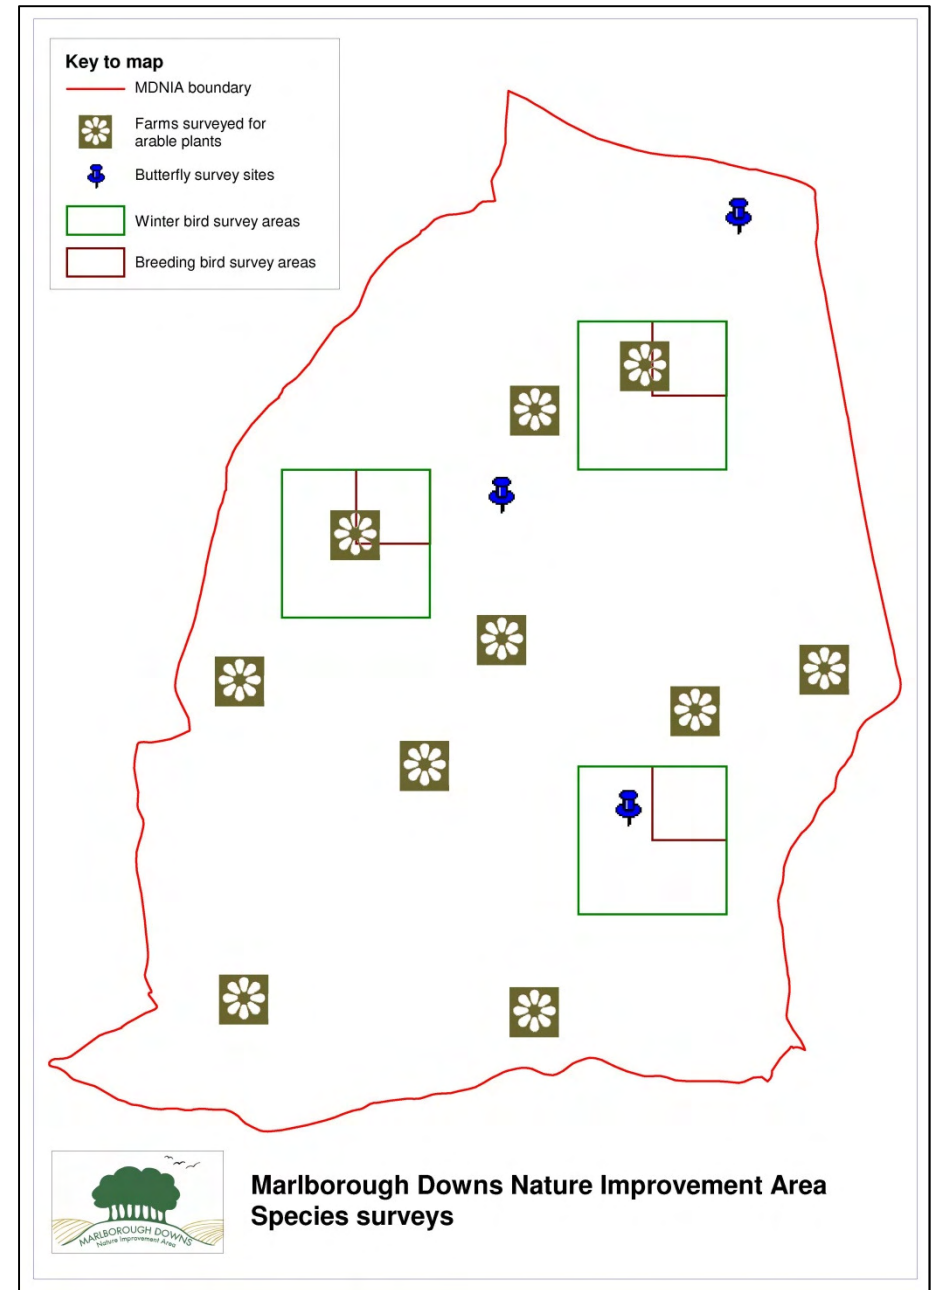 Key to map
MDNIA boundary
Farms surveyed for
arable plants
Butterfly survey sites
Winter bird survey areas
Breeding bird survey areas
MARLBOROUGH DOWNS
Nature Improvement Area
Marlborough Downs Nature Improvement Area
Species surveys